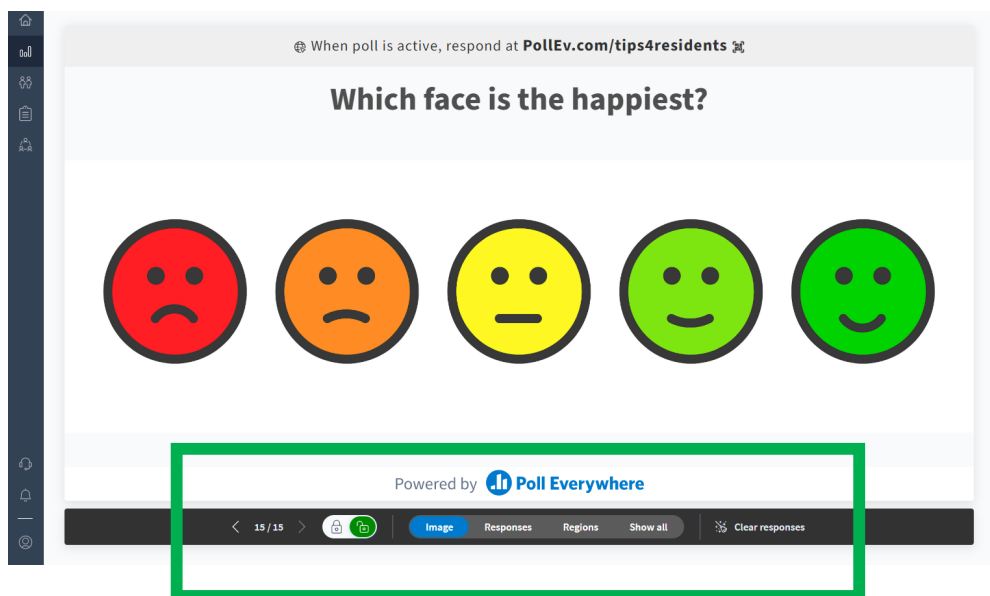 When poll is active, respond at PollEv.com/tips4residents
Which face is the happiest?
Powered by Poll Everywhere
15 / 15 Image Responses Regions Show all Clear responses